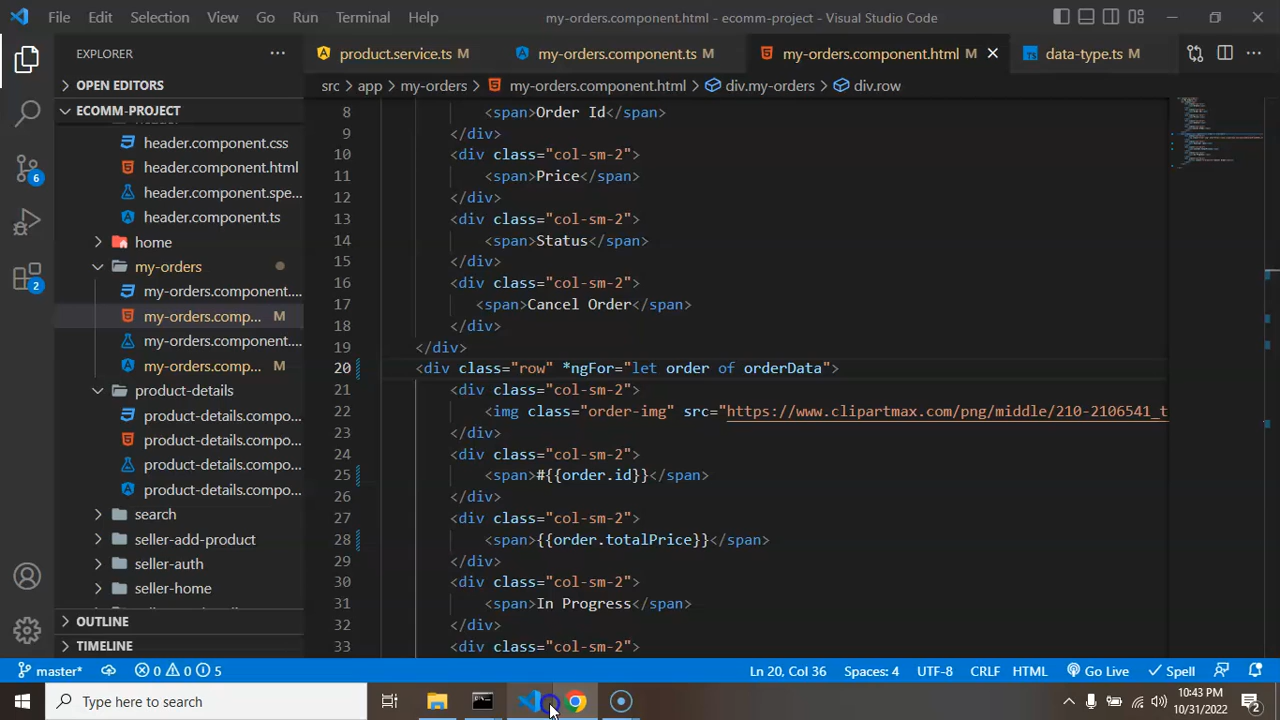 File Edit Selection View Go Run Terminal Help my-orders.component.html - ecomm-project - Visual Studio Code
EXPLORER
product.service.ts M my-orders.component.ts M my-orders.component.html M data-type.ts M
OPEN EDITORS
src app my-orders my-orders.component.html div.my-orders div.row
ECOMM-PROJECT
header.component.css
header.component.html
header.component.spe...
header.component.ts
home
my-orders
my-orders.component....
my-orders.comp... M
my-orders.component....
my-orders.comp... M
product-details
product-details.compo...
product-details.compo...
product-details.compo...
product-details.compo...
search
seller-add-product
seller-auth
seller-home
OUTLINE
TIMELINE
6
2
8 <span>Order Id</span>
9 </div>
10 <div class="col-sm-2">
11 <span>Price</span>
12 </div>
13 <div class="col-sm-2">
14 <span>Status</span>
15 </div>
16 <div class="col-sm-2">
17 <span>Cancel Order</span>
18 </div>
19 </div>
20 <div class="row" *ngFor="let order of orderData">
21 <div class="col-sm-2">
22 <img class="order-img" src="https://www.clipartmax.com/png/middle/210-2106541_t
23 </div>
24 <div class="col-sm-2">
25 <span>#{{order.id}}</span>
26 </div>
27 <div class="col-sm-2">
28 <span>{{order.totalPrice}}</span>
29 </div>
30 <div class="col-sm-2">
31 <span>In Progress</span>
32 </div>
33 <div class="col-sm-2">
master* 0 0 5 Ln 20, Col 36 Spaces: 4 UTF-8 CRLF HTML Go Live Spell
Type here to search
10:43 PM
10/31/2022
2